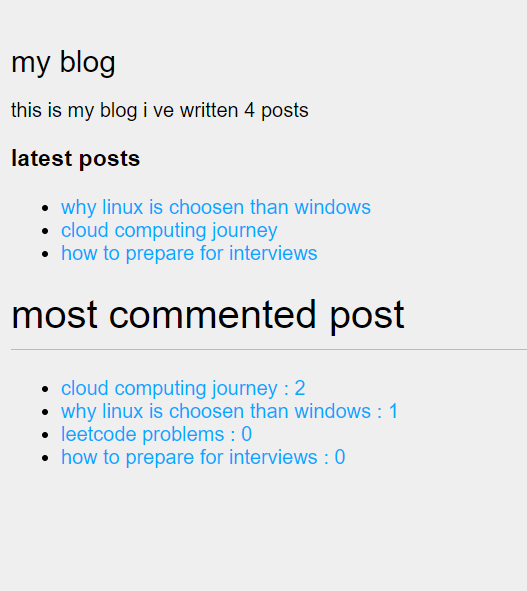 my blog
this is my blog i ve written 4 posts
latest posts
why linux is choosen than windows
cloud computing journey
how to prepare for interviews
most commented post
cloud computing journey : 2
why linux is choosen than windows : 1
leetcode problems : 0
how to prepare for interviews : 0